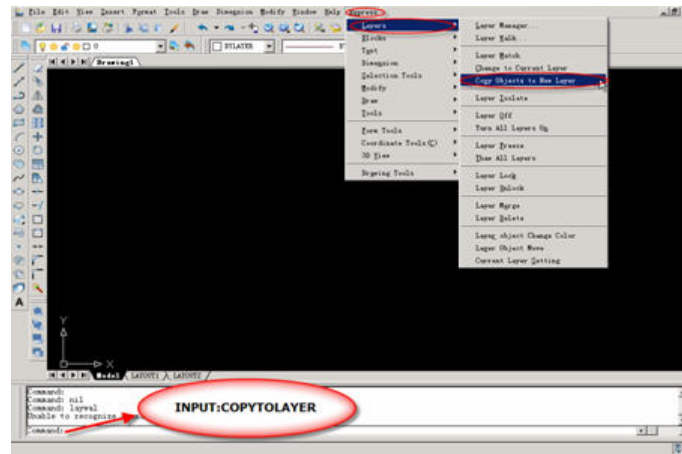 File Edit View Insert Format Tools Draw Dimension Modify Window Help Express
0 BYLAYER
Drawing1
Layers
Blocks
Text
Dimension
Selection Tools
Modify
Draw
Tools
Form Tools
Coordinate Tools(C)
3D View
Drawing Tools
Layer Manager...
Layer Walk...
Layer Match
Change to Current Layer
Copy Objects to New Layer
Layer Isolate
Layer Off
Turn All Layers On
Layer Freeze
Thaw All Layers
Layer Lock
Layer Unlock
Layer Merge
Layer Delete
Layer object Change Color
Layer Object Move
Current Layer Setting
A
Y
X
Model LAYOUT1 LAYOUT2
Command:
Command: nil
Command: laywal
Unable to recognize
Command:
INPUT:COPYTOLAYER